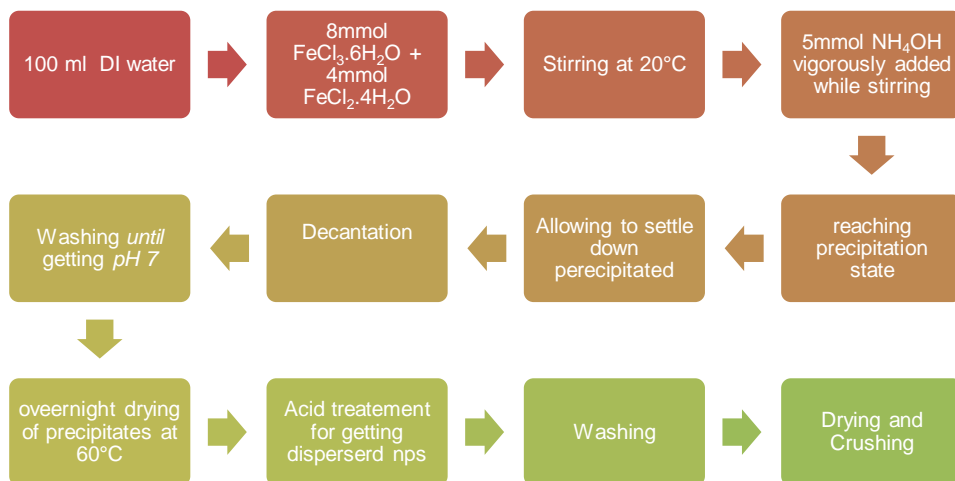 100 ml  DI water
8mmol
FeCl₃.6H₂O +
4mmol
FeCl₂.4H₂O
Stirring at 20°C
5mmol NH₄OH
vigorously added
while stirring
reaching
precipitation
state
Allowing to settle
down
perecipitated
Decantation
Washing until
getting pH 7
oveernight drying
of precipitates at
60°C
Acid treatement
for getting
disperserd nps
Washing
Drying and
Crushing